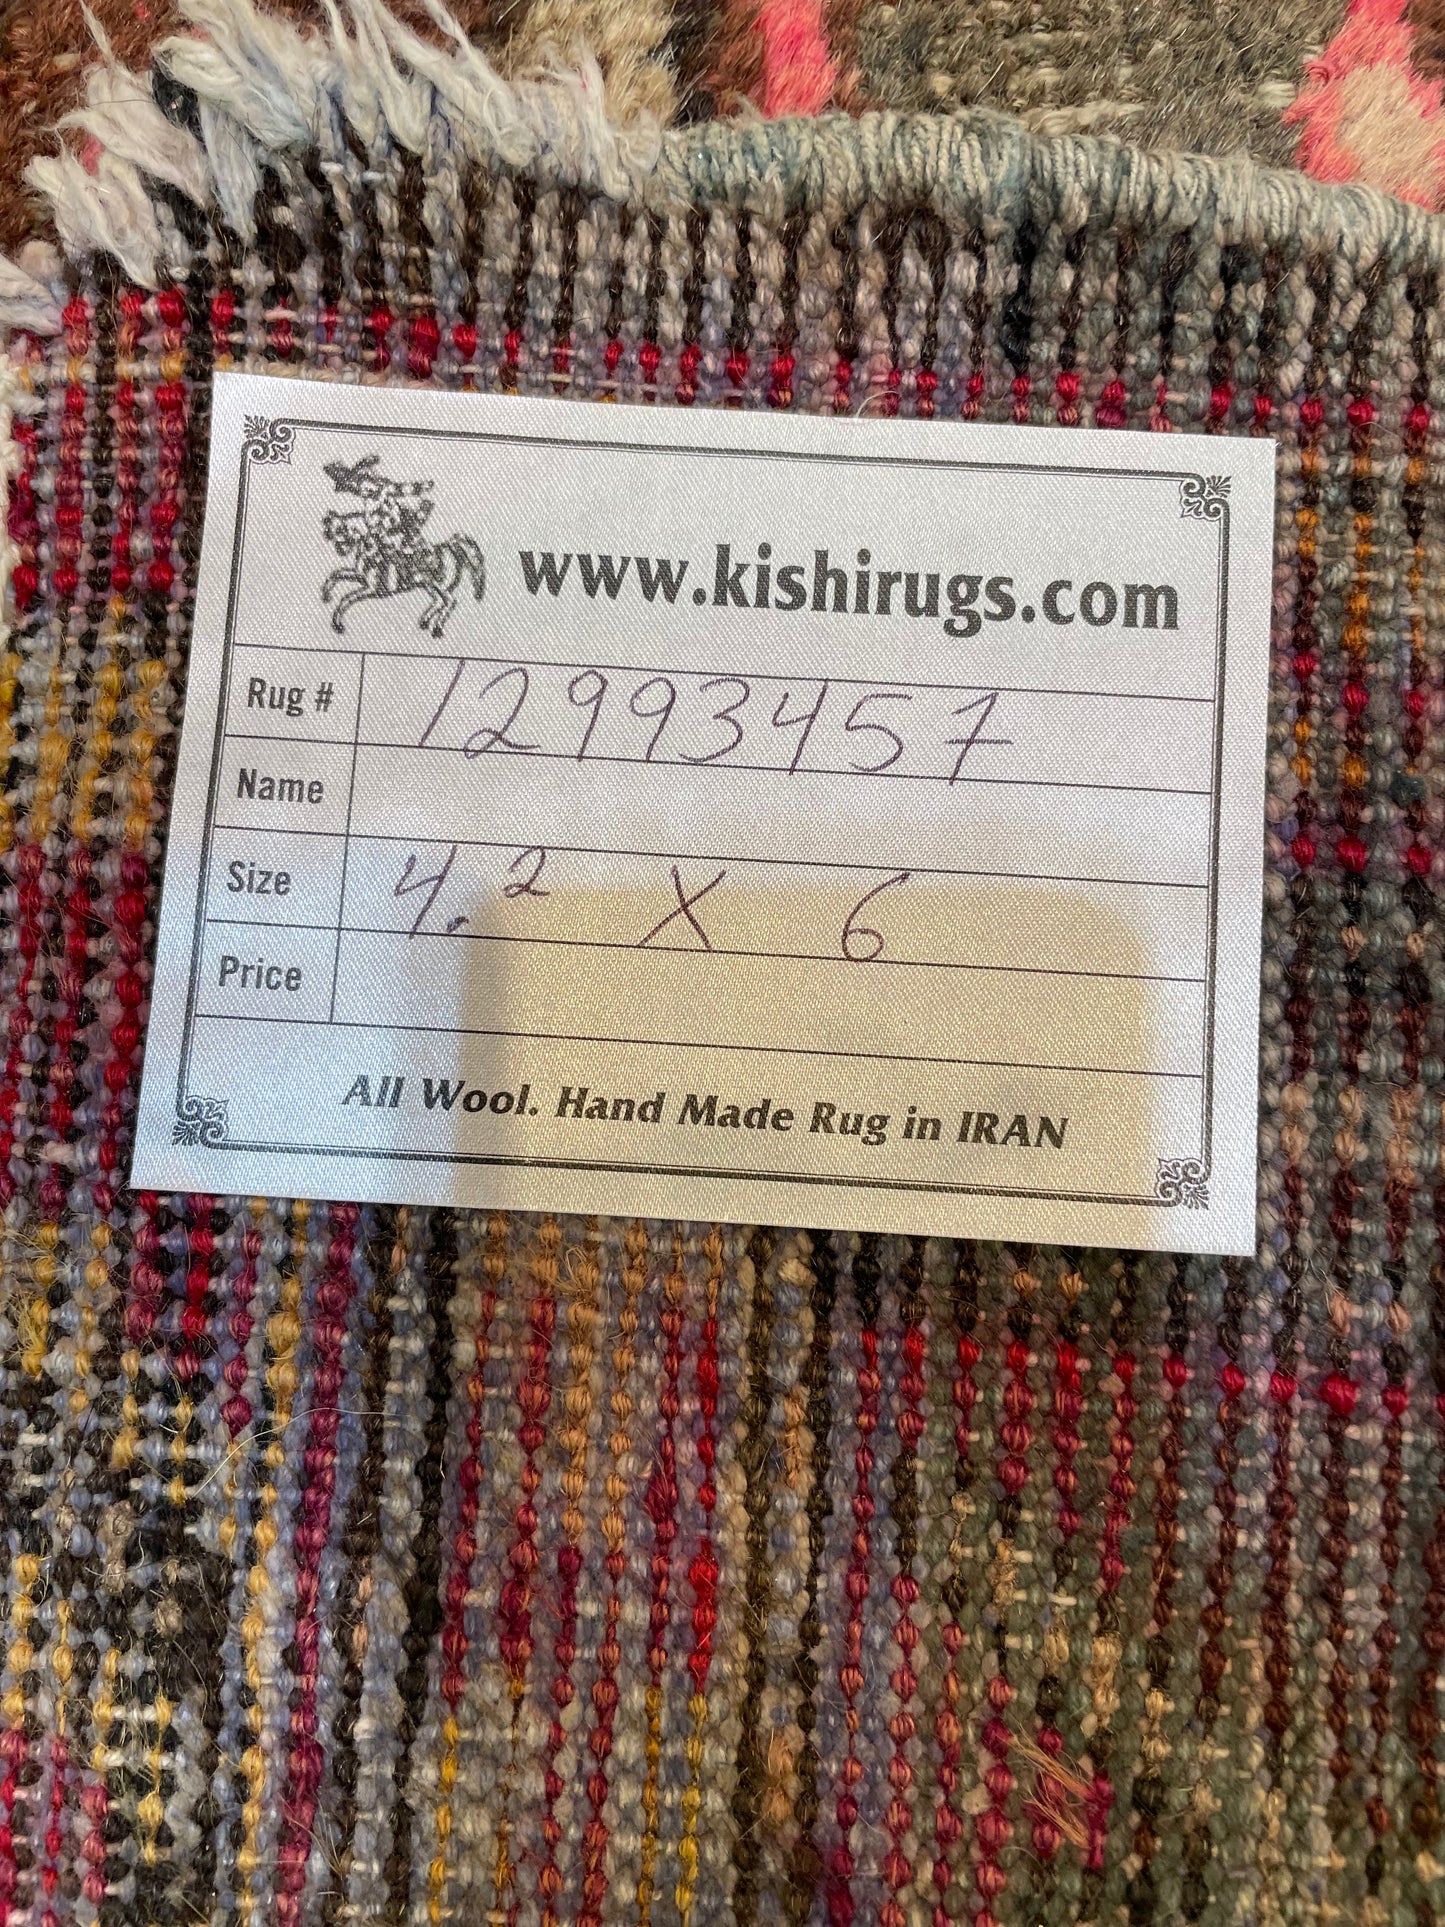 www.kishirugs.com
Rug # 12993457
Name
Size 4.2 X 6
Price
All Wool. Hand Made Rug in IRAN